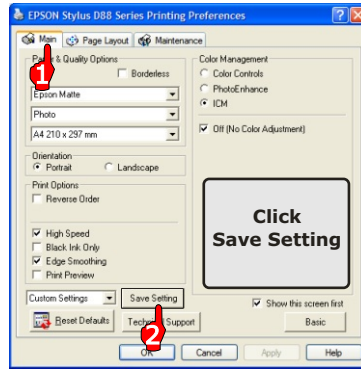 EPSON Stylus D88 Series Printing Preferences
Main Page Layout Maintenance
1
Paper & Quality Options
Borderless
Epson Matte
Photo
A4 210 x 297 mm
Orientation
Portrait Landscape
Print Options
Reverse Order
High Speed
Black Ink Only
Edge Smoothing
Print Preview
Color Management
Color Controls
PhotoEnhance
ICM
Off (No Color Adjustment)
Click
Save Setting
Custom Settings Save Setting
Show this screen first
Reset Defaults Technical Support Basic
2
OK Cancel Apply Help